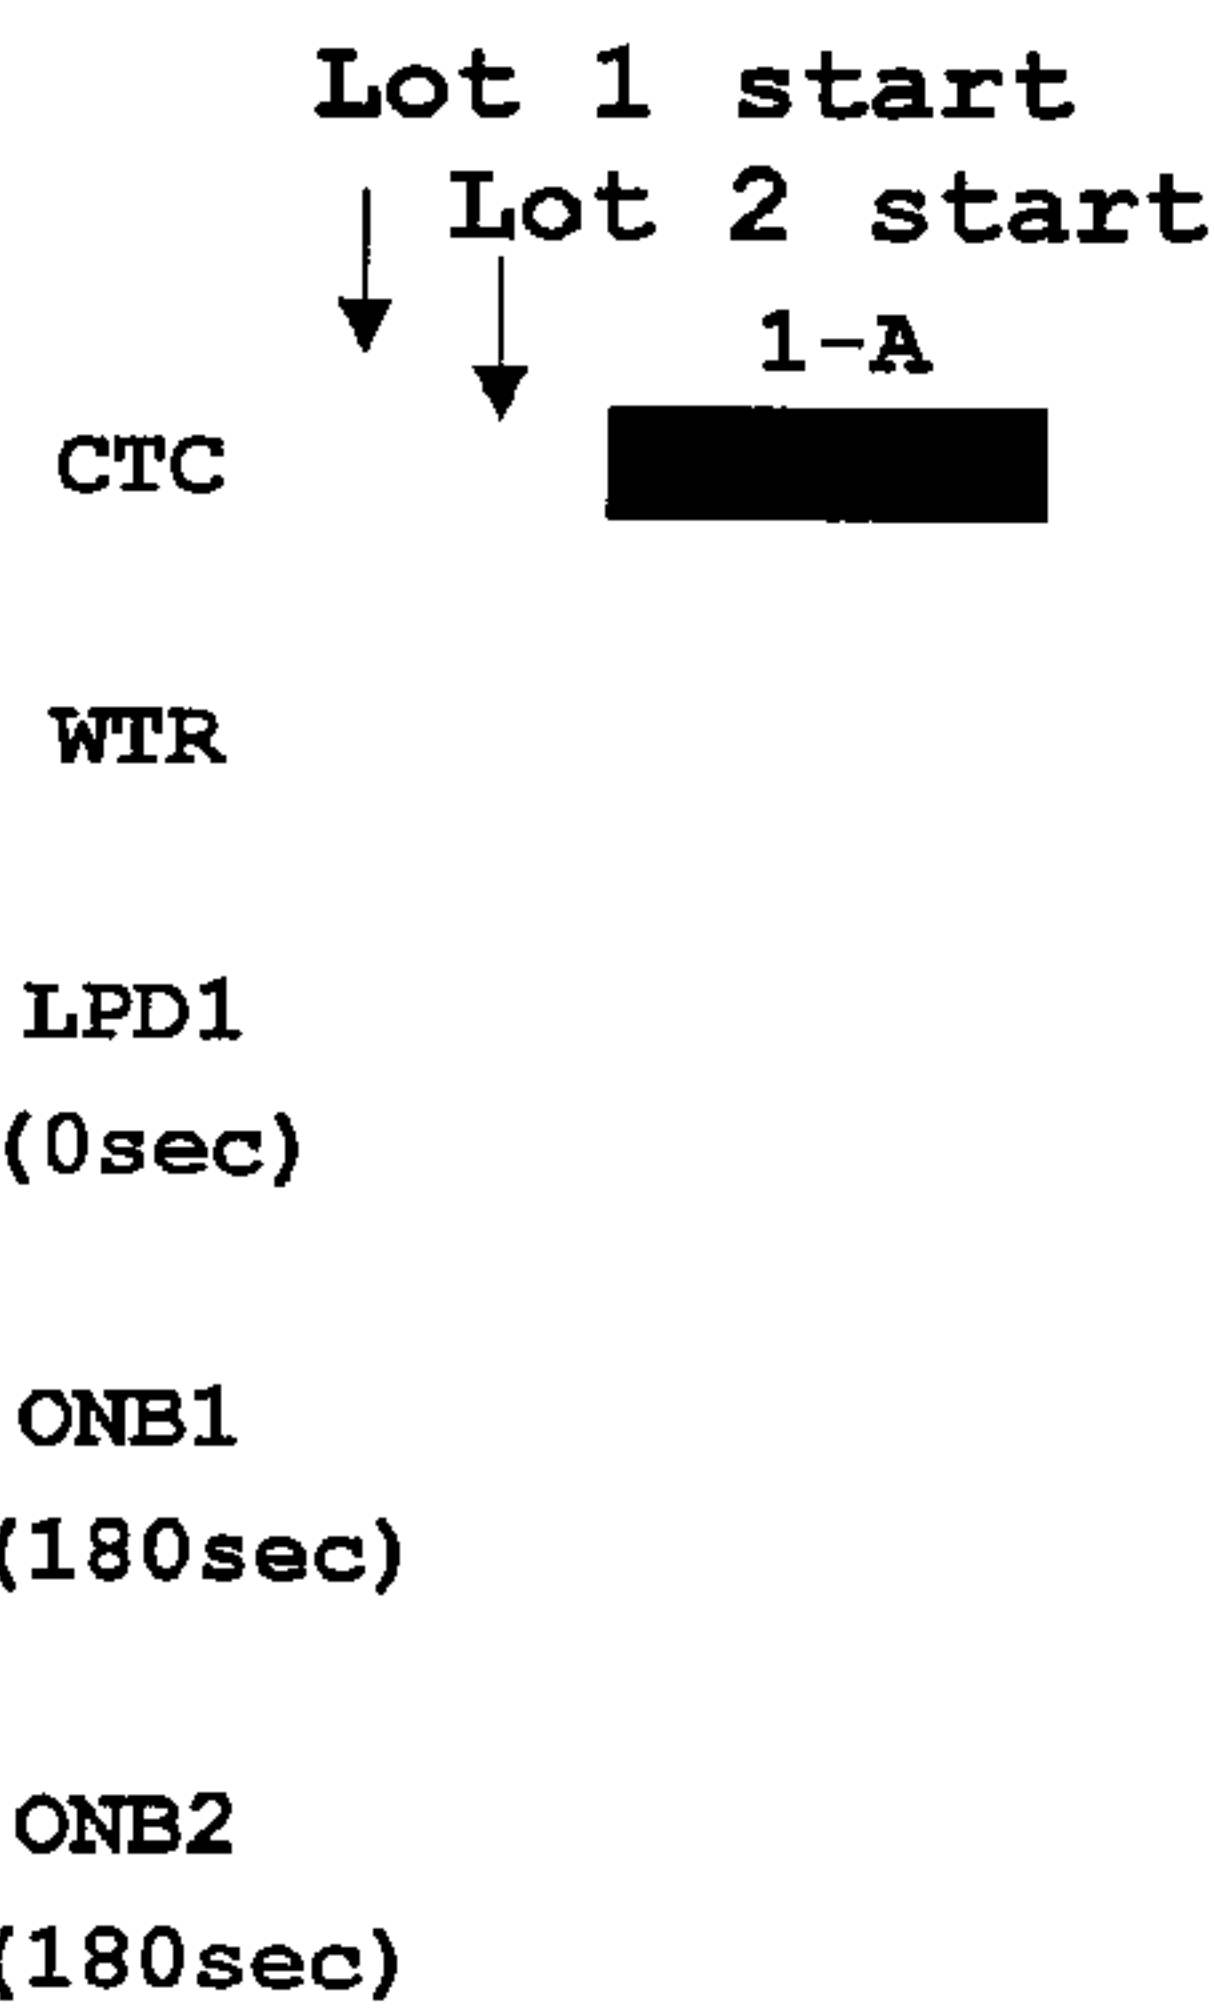 Lot 1 start
Lot 2 start
1-A
CTC
WTR
LPD1
(0sec)
ONB1
(180sec)
ONB2
(180sec)